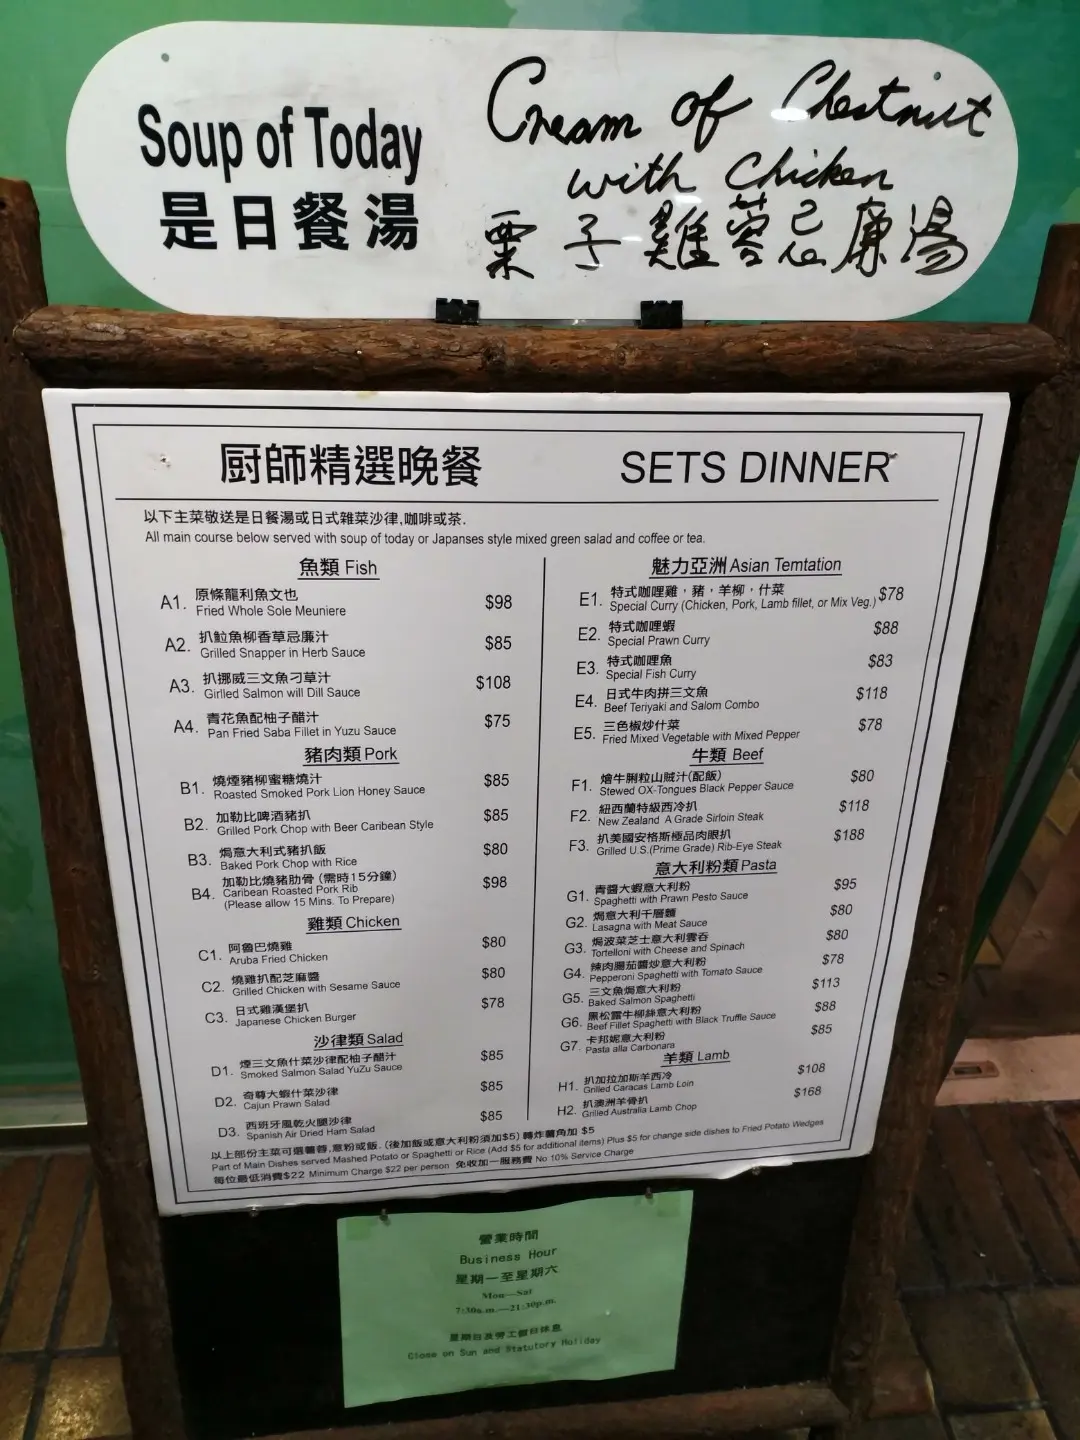 Soup of Today
是日餐湯
Cream of Chestnut
with Chicken
栗子雞蓉忌廉湯
厨師精選晚餐 SETS DINNER
以下主菜敬送是日餐湯或日式雜菜沙律,咖啡或茶.
All main course below served with soup of today or Japanses style mixed green salad and coffee or tea.
魚類 Fish
A1. 原條龍利魚文也 $98
Fried Whole Sole Meuniere
A2. 扒魚柳香草忌廉汁 $85
Grilled Snapper in Herb Sauce
A3. 扒挪威三文魚刁草汁 $108
Girlled Salmon will Dill Sauce
A4. 青花魚配柚子醋汁 $75
Pan Fried Saba Fillet in Yuzu Sauce
豬肉類 Pork
B1. 燒煙豬柳蜜糖燒汁 $85
Roasted Smoked Pork Lion Honey Sauce
B2. 加勒比啤酒豬扒 $85
Grilled Pork Chop with Beer Caribean Style
B3. 焗意大利式豬扒飯 $80
Baked Pork Chop with Rice
B4. 加勒比燒豬肋骨 (需時15分鐘) $98
Caribean Roasted Pork Rib
(Please allow 15 Mins. To Prepare)
雞類 Chicken
C1. 阿魯巴燒雞 $80
Aruba Fried Chicken
C2. 燒雞扒配芝麻醬 $80
Grilled Chicken with Sesame Sauce
C3. 日式雞漢堡扒 $78
Japanese Chicken Burger
沙律類 Salad
D1. 煙三文魚什菜沙律配柚子醋汁 $85
Smoked Salmon Salad YuZu Sauce
D2. 奇尊大蝦什菜沙律 $85
Cajun Prawn Salad
D3. 西班牙風乾火腿沙律 $85
Spanish Air Dried Ham Salad
魅力亞洲 Asian Temtation
E1. 特式咖哩雞，豬，羊柳，什菜 $78
Special Curry (Chicken, Pork, Lamb fillet, or Mix Veg.)
E2. 特式咖哩蝦 $88
Special Prawn Curry
E3. 特式咖哩魚 $83
Special Fish Curry
E4. 日式牛肉拼三文魚 $118
Beef Teriyaki and Salom Combo
E5. 三色椒炒什菜 $78
Fried Mixed Vegetable with Mixed Pepper
牛類 Beef
F1. 燴牛脷粒山賊汁(配飯) $80
Stewed OX-Tongues Black Pepper Sauce
F2. 紐西蘭特級西冷扒 $118
New Zealand A Grade Sirloin Steak
F3. 扒美國安格斯極品肉眼扒 $188
Grilled U.S.(Prime Grade) Rib-Eye Steak
意大利粉類 Pasta
G1. 青醬大蝦意大利粉 $95
Spaghetti with Prawn Pesto Sauce
G2. 焗意大利千層麵 $80
Lasagna with Meat Sauce
G3. 焗波菜芝士意大利雲吞 $80
Tortelloni with Cheese and Spinach
G4. 辣肉腸茄醬炒意大利粉 $78
Pepperoni Spaghetti with Tomato Sauce
G5. 三文魚焗意大利粉 $113
Baked Salmon Spaghetti
G6. 黑松露牛柳絲意大利粉 $88
Beef Fillet Spaghetti with Black Truffle Sauce
G7. 卡邦妮意大利粉 $85
Pasta alla Carbonara
羊類 Lamb
H1. 扒加拉加斯羊西冷 $108
Grilled Caracas Lamb Loin
H2. 扒澳洲羊骨扒 $168
Grilled Australia Lamb Chop
以上部份主菜可選薯蓉,意粉或飯. (後加飯或意大利粉須加$5) 轉炸薯角加 $5
Part of Main Dishes served Mashed Potato or Spaghetti or Rice (Add $5 for additional items) Plus $5 for change side dishes to Fried Potato Wedges
每位最低消費$22 Minimum Charge $22 per person 免收加一服務費 No 10% Service Charge
營業時間
Business Hour
星期一至星期六
Mon—Sat
7:30a.m.—21:30p.m.
星期日及勞工假日休息
Close on Sun and Statutory Holiday